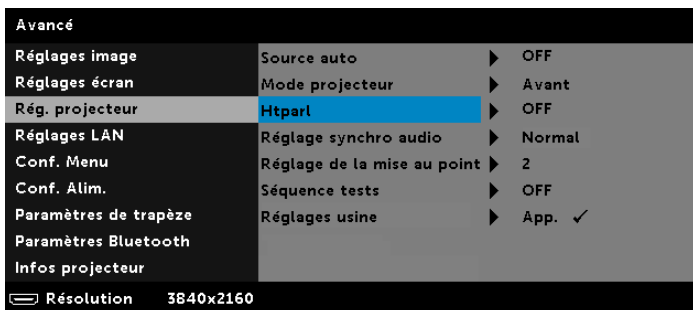 Avancé
Réglages image
Réglages écran
Rég. projecteur
Réglages LAN
Conf. Menu
Conf. Alim.
Paramètres de trapèze
Paramètres Bluetooth
Infos projecteur
Source auto OFF
Mode projecteur Avant
Htparl OFF
Réglage synchro audio Normal
Réglage de la mise au point 2
Séquence tests OFF
Réglages usine App. ✓
Résolution 3840x2160